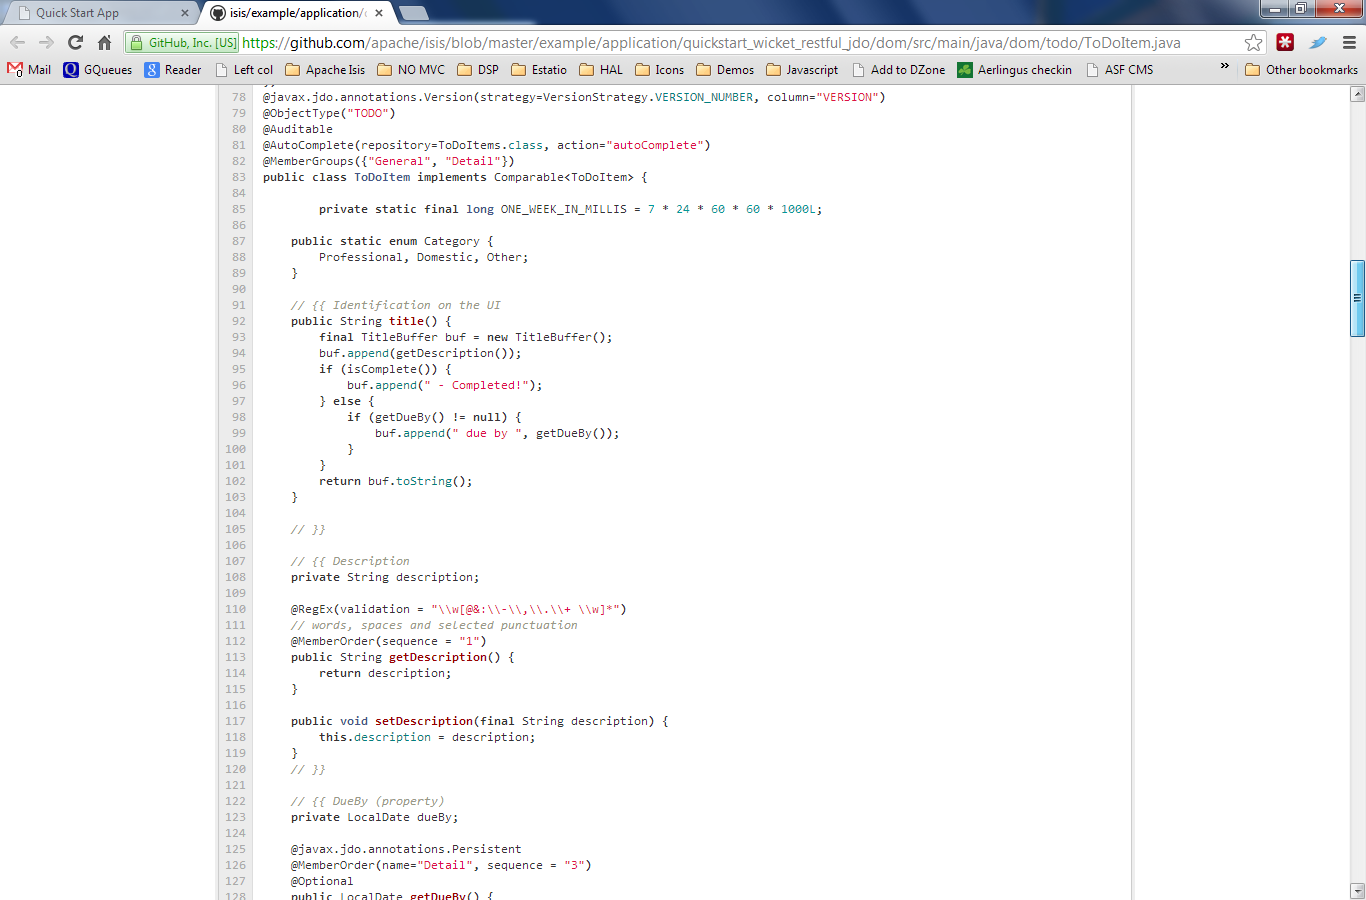 Quick Start App
isis/example/application/
GitHub, Inc. [US] https://github.com/apache/isis/blob/master/example/application/quickstart_wicket_restful_jdo/dom/src/main/java/dom/todo/ToDoItem.java
Mail GQueues Reader Left col Apache Isis NO MVC DSP Estatio HAL Icons Demos Javascript Add to DZone Aerlingus checkin ASF CMS » Other bookmarks
78 @javax.jdo.annotations.Version(strategy=VersionStrategy.VERSION_NUMBER, column="VERSION")
79 @ObjectType("TODO")
80 @Auditable
81 @AutoComplete(repository=ToDoItems.class, action="autoComplete")
82 @MemberGroups({"General", "Detail"})
83 public class ToDoItem implements Comparable<ToDoItem> {
84
85 private static final long ONE_WEEK_IN_MILLIS = 7 * 24 * 60 * 60 * 1000L;
86
87 public static enum Category {
88 Professional, Domestic, Other;
89 }
90
91 // {{ Identification on the UI
92 public String title() {
93 final TitleBuffer buf = new TitleBuffer();
94 buf.append(getDescription());
95 if (isComplete()) {
96 buf.append(" - Completed!");
97 } else {
98 if (getDueBy() != null) {
99 buf.append(" due by ", getDueBy());
100 }
101 }
102 return buf.toString();
103 }
104
105 // }}
106
107 // {{ Description
108 private String description;
109
110 @RegEx(validation = "\\w[@&:\\-\\,\\.\\+ \\w]*")
111 // words, spaces and selected punctuation
112 @MemberOrder(sequence = "1")
113 public String getDescription() {
114 return description;
115 }
116
117 public void setDescription(final String description) {
118 this.description = description;
119 }
120 // }}
121
122 // {{ DueBy (property)
123 private LocalDate dueBy;
124
125 @javax.jdo.annotations.Persistent
126 @MemberOrder(name="Detail", sequence = "3")
127 @Optional
128 public LocalDate getDueBy() {